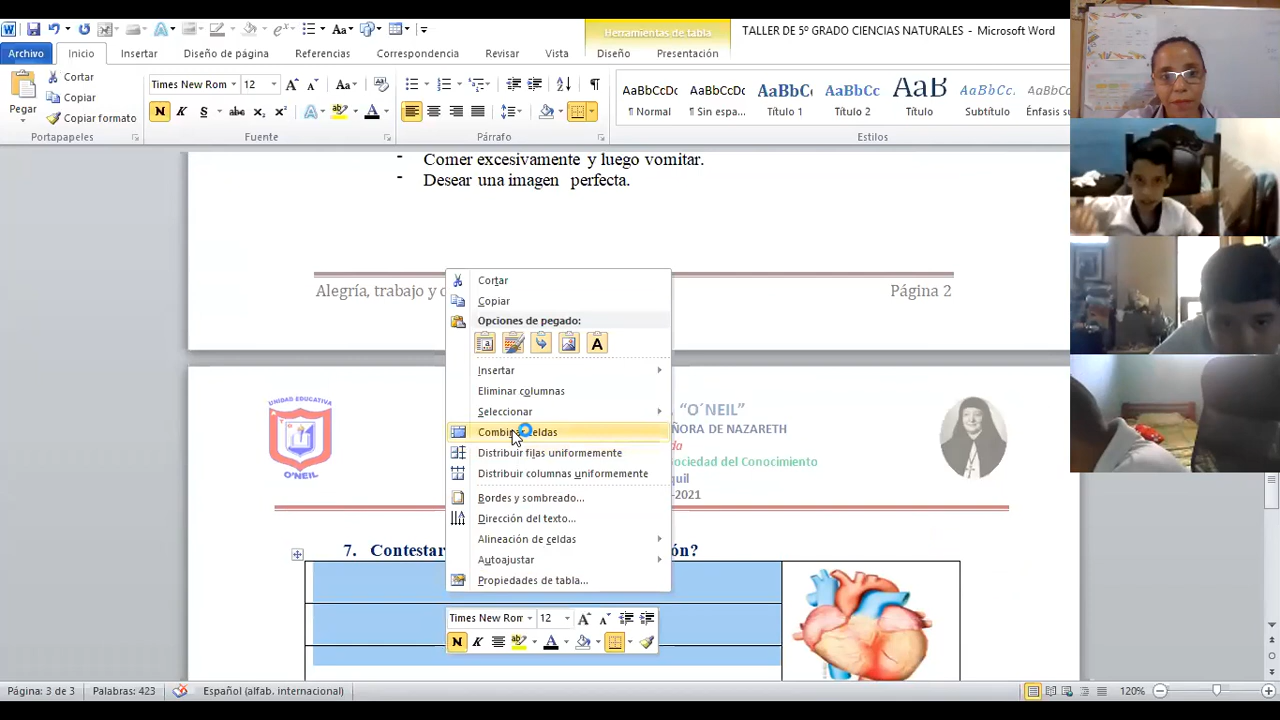 Herramientas de tabla
TALLER DE 5º GRADO CIENCIAS NATURALES - Microsoft Word
Archivo Inicio Insertar Diseño de página Referencias Correspondencia Revisar Vista Diseño Presentación
Pegar
Cortar
Copiar
Copiar formato
Portapapeles
Times New Rom 12
Fuente
Párrafo
AaBbCcDc AaBbCcDc AaBbC AaBbCc AaB AaBbCc. AaBbCcDc
¶ Normal ¶ Sin espa... Título 1 Título 2 Título Subtítulo Énfasis su
Estilos
- Comer excesivamente y luego vomitar.
- Desear una imagen perfecta.
Alegría, trabajo y
Página 2
UNIDAD EDUCATIVA
O'NEIL
"O´NEIL"
ÑORA DE NAZARETH
da
Sociedad del Conocimiento
quil
-2021
7. Contestar
ón?
Cortar
Copiar
Opciones de pegado:
Insertar
Eliminar columnas
Seleccionar
Combinar celdas
Distribuir filas uniformemente
Distribuir columnas uniformemente
Bordes y sombreado...
Dirección del texto...
Alineación de celdas
Autoajustar
Propiedades de tabla...
Times New Rom 12
Página: 3 de 3 Palabras: 423 Español (alfab. internacional) 120%